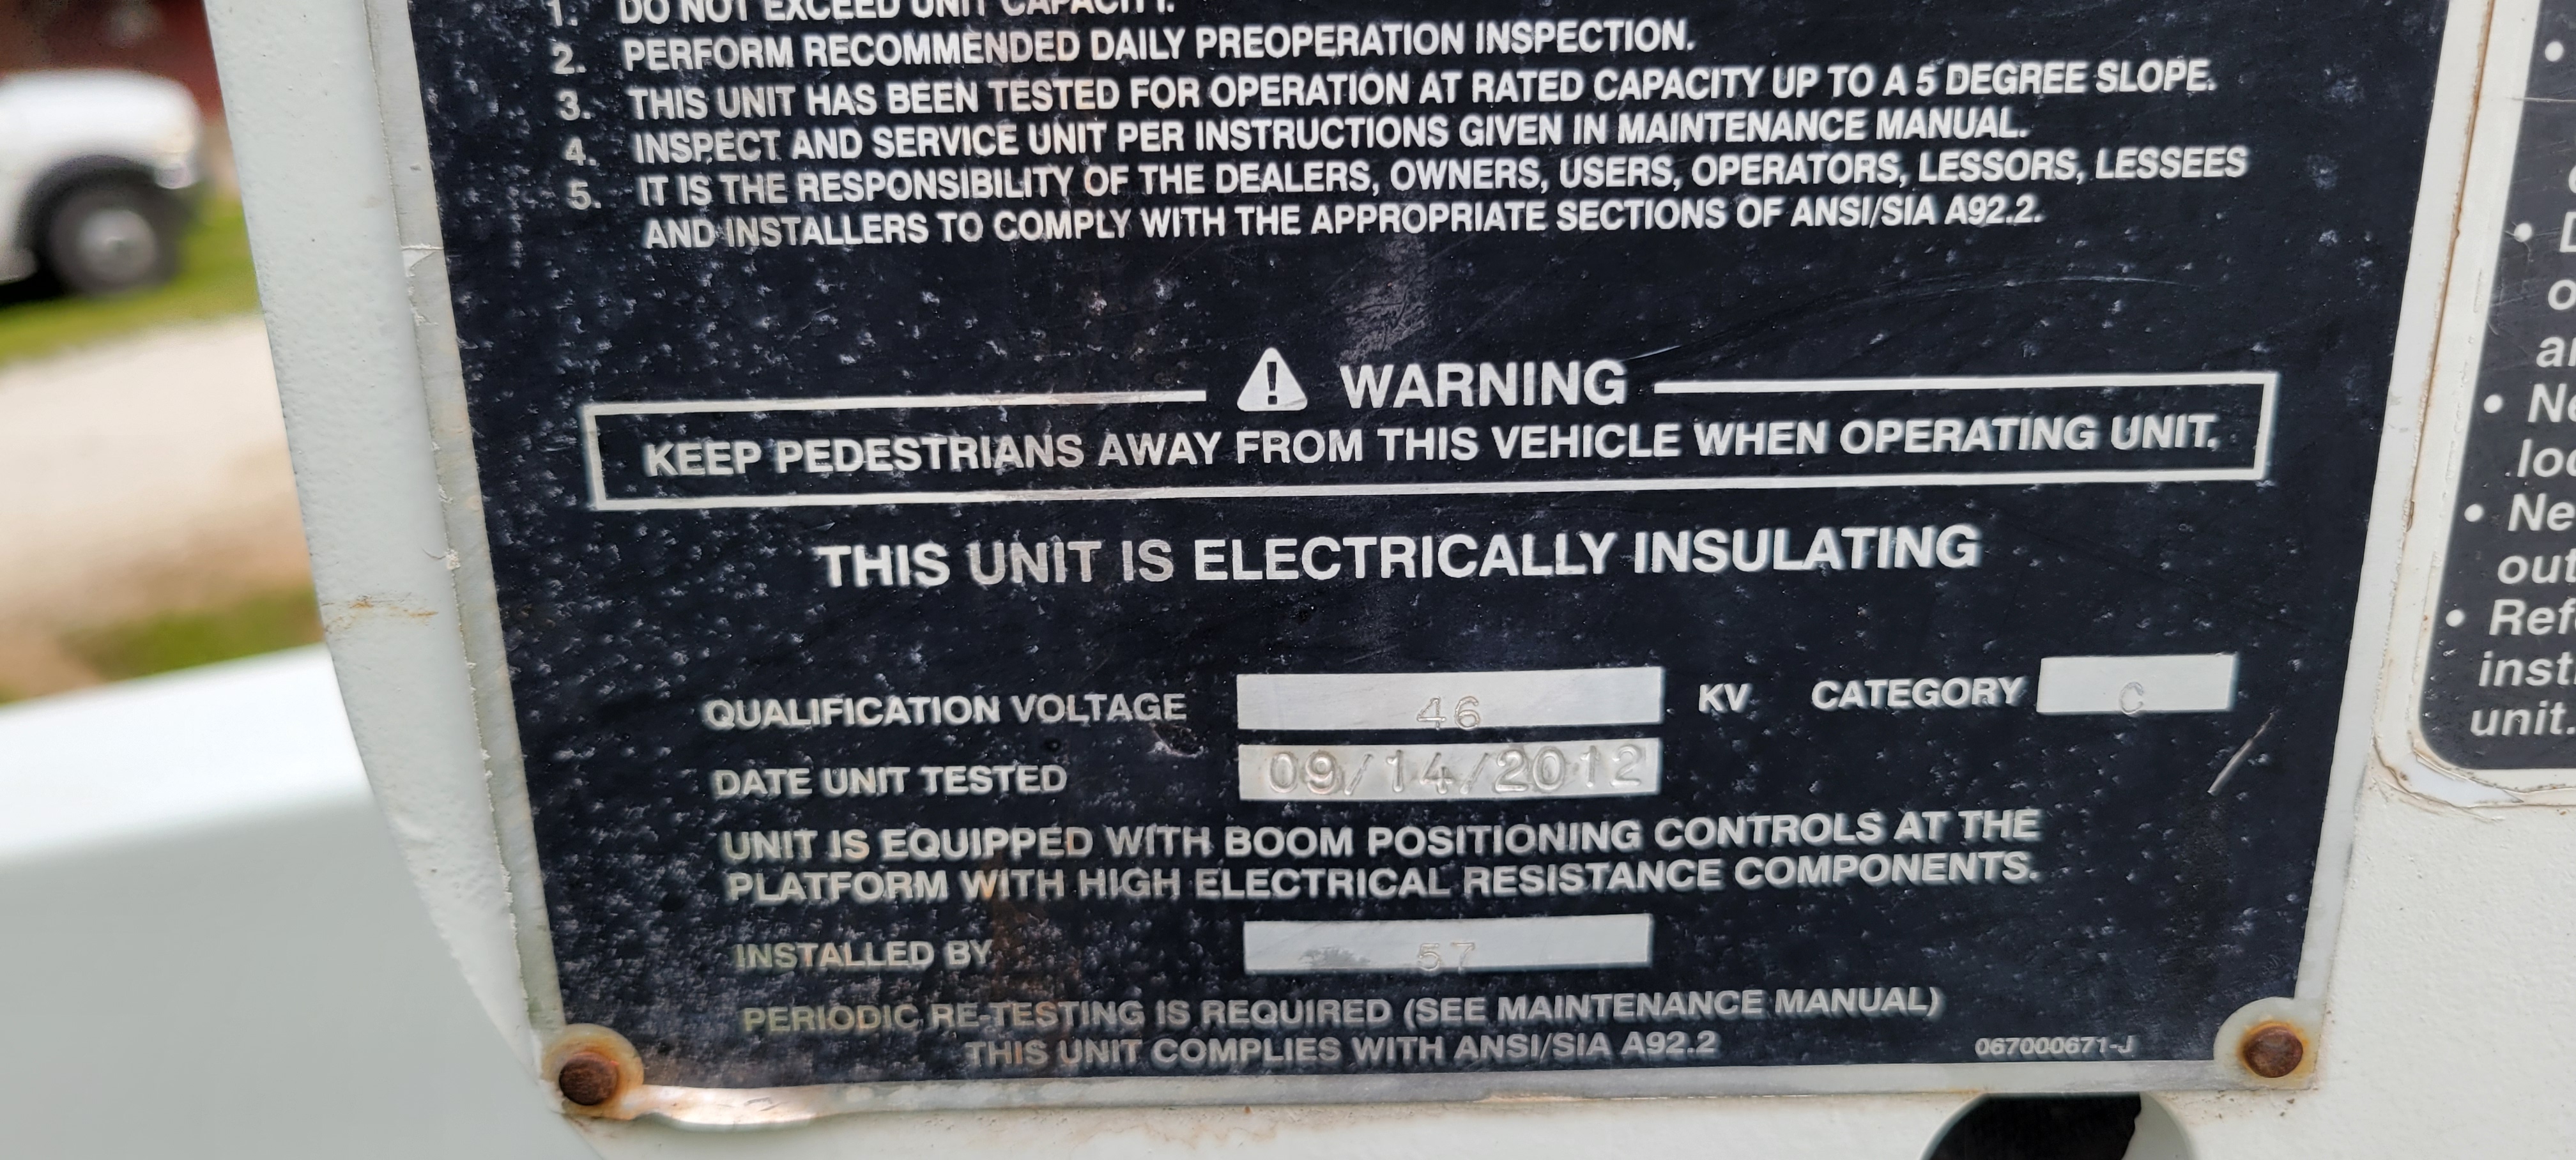 1. DO NOT EXCEED UNIT CAPACITY.
2. PERFORM RECOMMENDED DAILY PREOPERATION INSPECTION.
3. THIS UNIT HAS BEEN TESTED FOR OPERATION AT RATED CAPACITY UP TO A 5 DEGREE SLOPE.
4. INSPECT AND SERVICE UNIT PER INSTRUCTIONS GIVEN IN MAINTENANCE MANUAL.
5. IT IS THE RESPONSIBILITY OF THE DEALERS, OWNERS, USERS, OPERATORS, LESSORS, LESSEES
AND INSTALLERS TO COMPLY WITH THE APPROPRIATE SECTIONS OF ANSI/SIA A92.2.
WARNING
KEEP PEDESTRIANS AWAY FROM THIS VEHICLE WHEN OPERATING UNIT.
THIS UNIT IS ELECTRICALLY INSULATING
QUALIFICATION VOLTAGE 46 KV CATEGORY C
DATE UNIT TESTED 09/14/2012
UNIT IS EQUIPPED WITH BOOM POSITIONING CONTROLS AT THE
PLATFORM WITH HIGH ELECTRICAL RESISTANCE COMPONENTS.
INSTALLED BY 57
PERIODIC RE-TESTING IS REQUIRED (SEE MAINTENANCE MANUAL)
THIS UNIT COMPLIES WITH ANSI/SIA A92.2
067000671-J
unit.